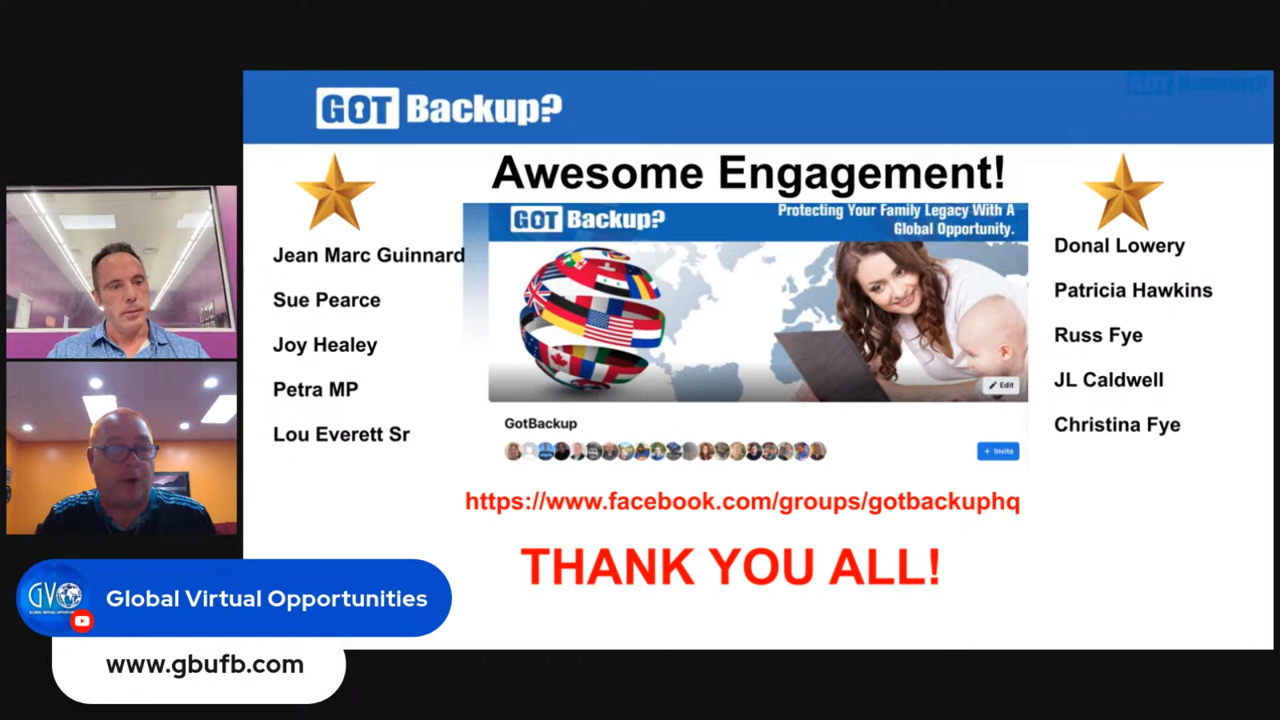 GOT Backup?
Awesome Engagement!
GOT Backup?
Protecting Your Family Legacy With A
Global Opportunity.
Edit
GotBackup
+ Invite
Jean Marc Guinnard
Sue Pearce
Joy Healey
Petra MP
Lou Everett Sr
Donal Lowery
Patricia Hawkins
Russ Fye
JL Caldwell
Christina Fye
https://www.facebook.com/groups/gotbackuphq
THANK YOU ALL!
GVO
Global Virtual Opportunities
www.gbufb.com